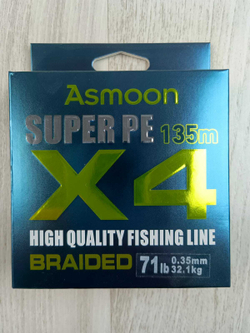 Asmoon
SUPER PE 135m
X4
HIGH QUALITY FISHING LINE
BRAIDED 71lb 0.35mm
32.1kg